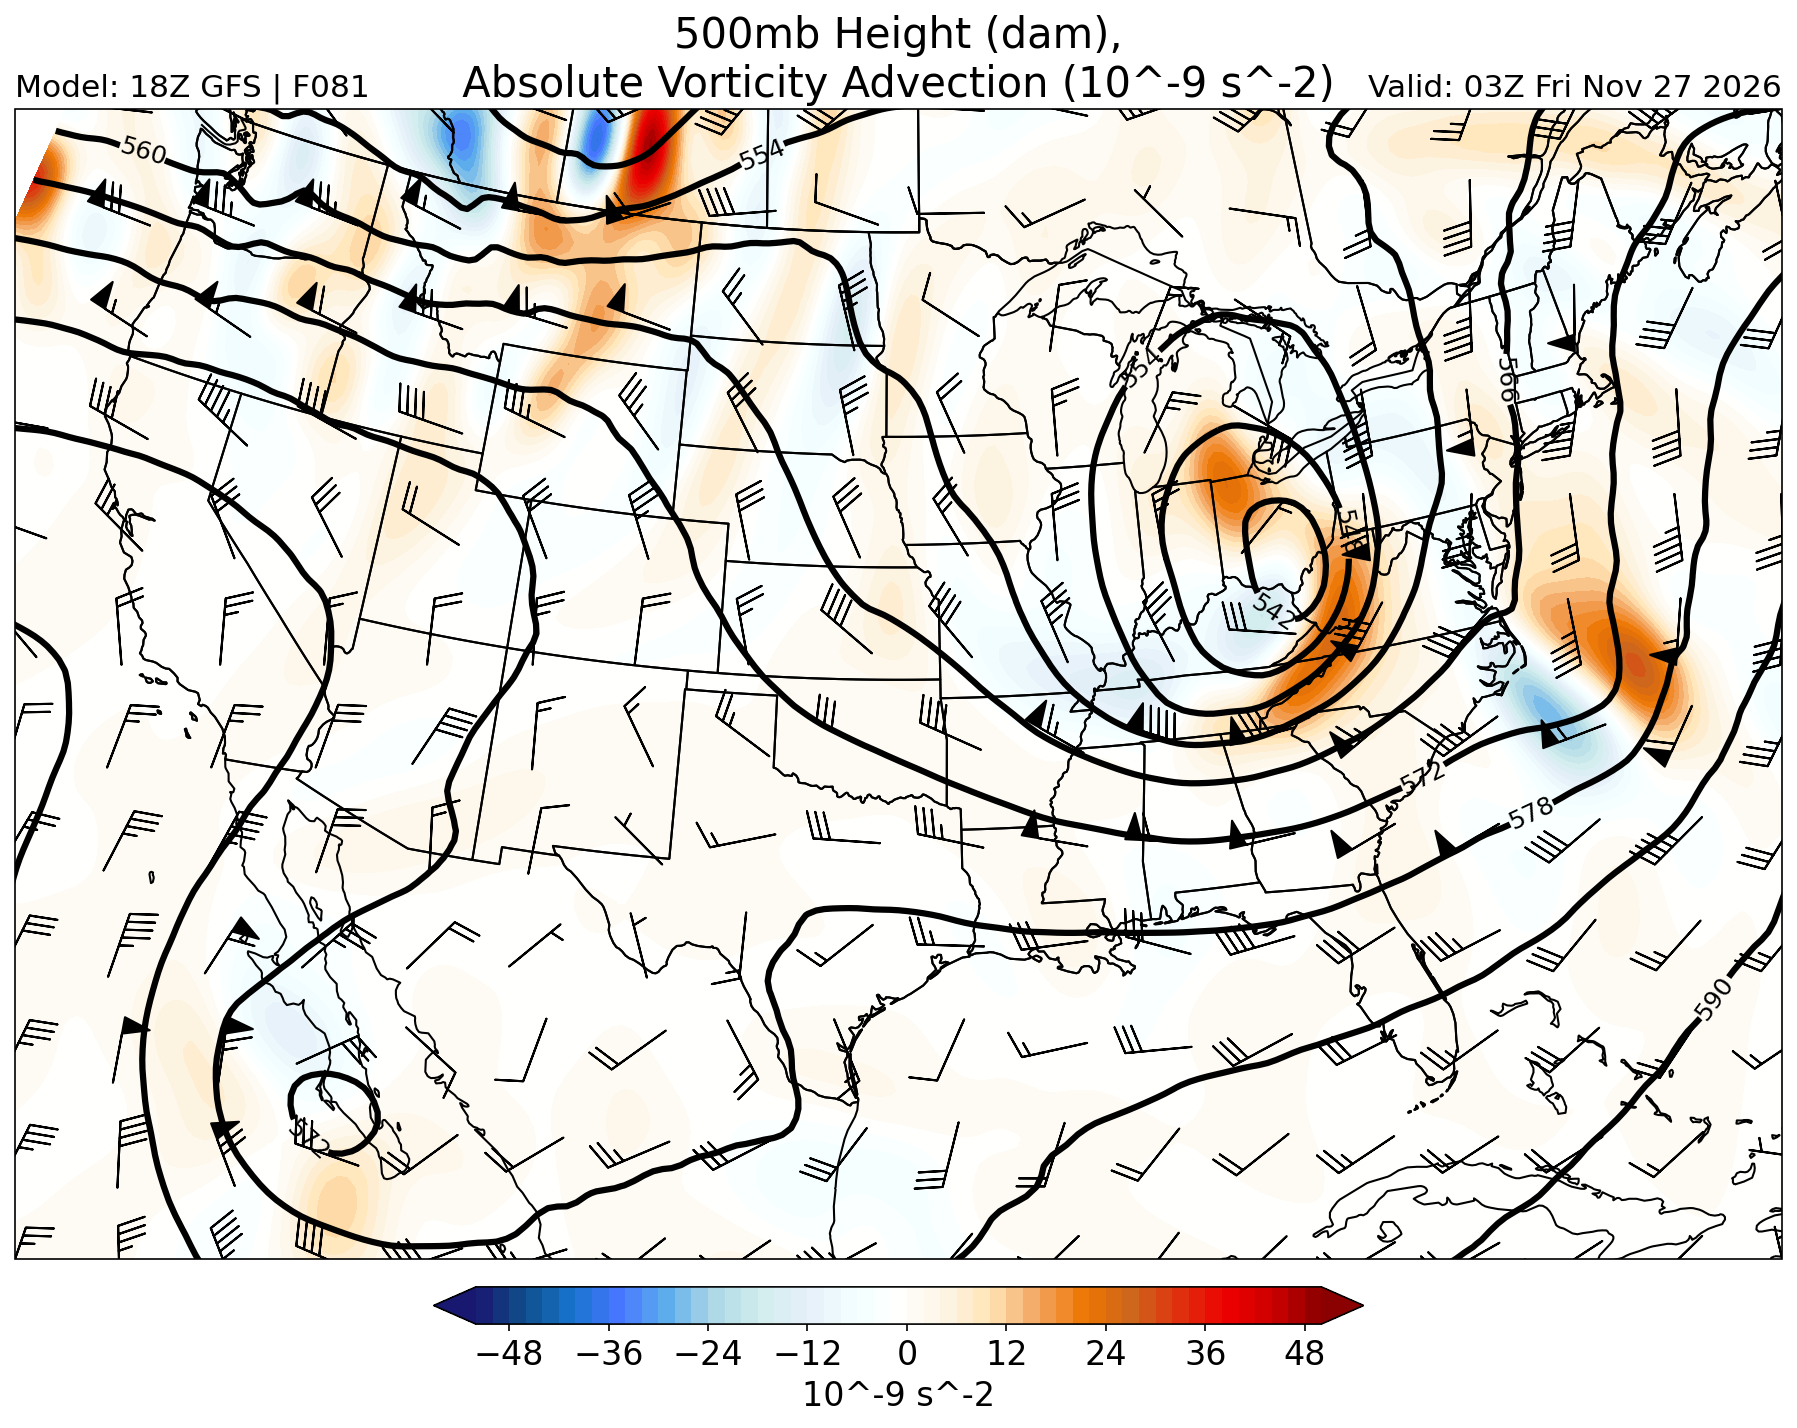 500mb Height (dam),
Model: 18Z GFS | F081
Absolute Vorticity Advection (10^-9 s^-2)
Valid: 03Z Fri Nov 27 2026
560
554
566
548
542
572
578
590
572
−48 −36 −24 −12 0 12 24 36 48
10^-9 s^-2